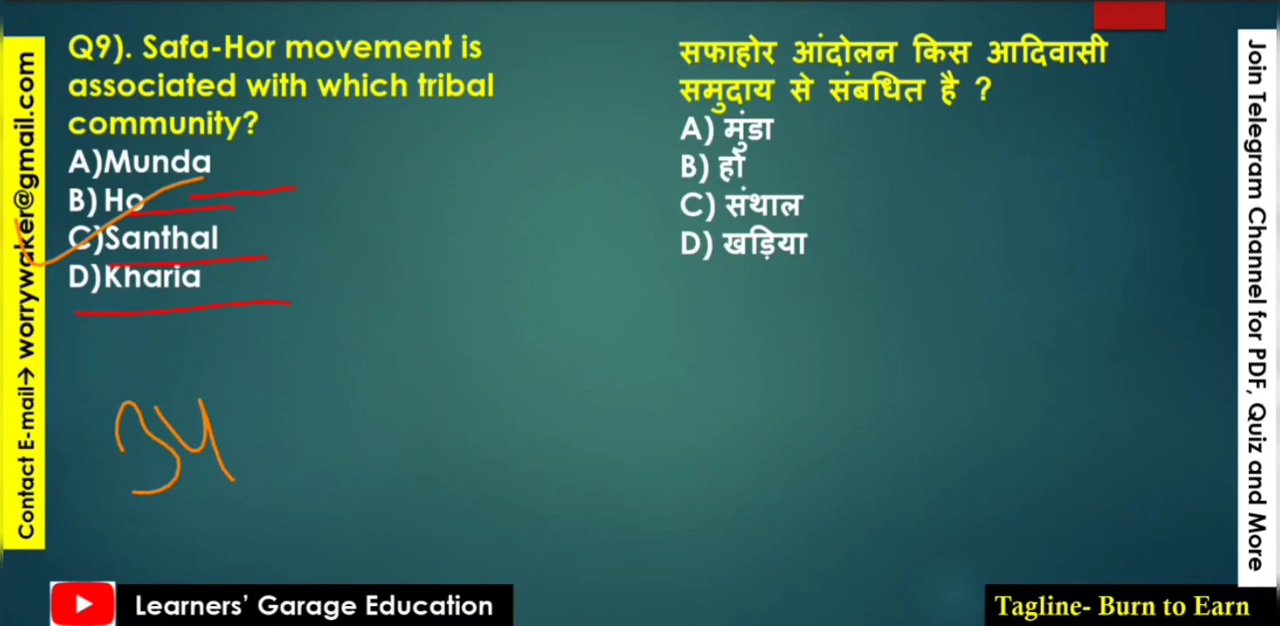 Q9). Safa-Hor movement is
associated with which tribal
community?
A)Munda
B) Ho
C)Santhal
D)Kharia
34
सफाहोर आंदोलन किस आदिवासी
समुदाय से संबधित है ?
A) मुंडा
B) हो
C) संथाल
D) खड़िया
Contact E-mail→ worrywaker@gmail.com
Join Telegram Channel for PDF, Quiz and More
Learners’ Garage Education
Tagline- Burn to Earn